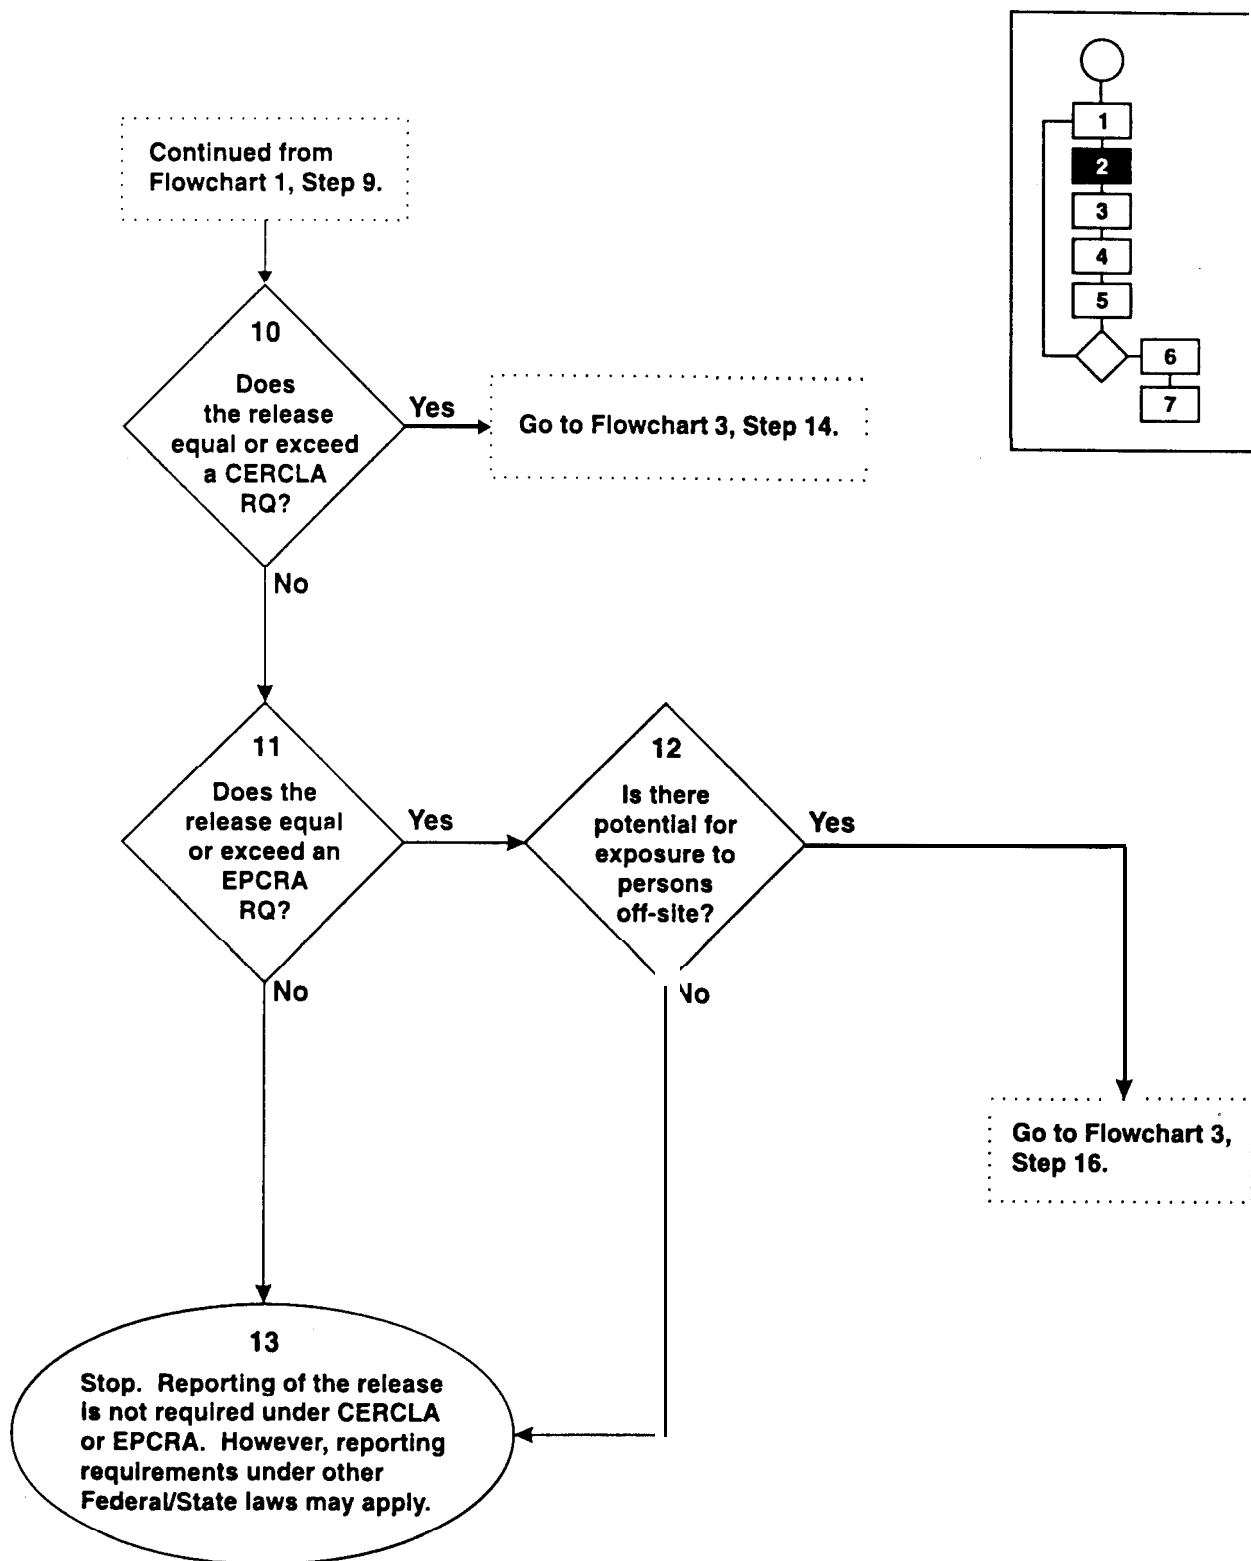 1
2
3
4
5
6
7
Continued from
Flowchart 1, Step 9.
10
Does
the release
equal or exceed
a CERCLA
RQ?
Yes
Go to Flowchart 3, Step 14.
No
11
Does the
release equal
or exceed an
EPCRA
RQ?
Yes
12
Is there
potential for
exposure to
persons
off-site?
Yes
No
No
Go to Flowchart 3,
Step 16.
13
Stop. Reporting of the release
is not required under CERCLA
or EPCRA. However, reporting
requirements under other
Federal/State laws may apply.